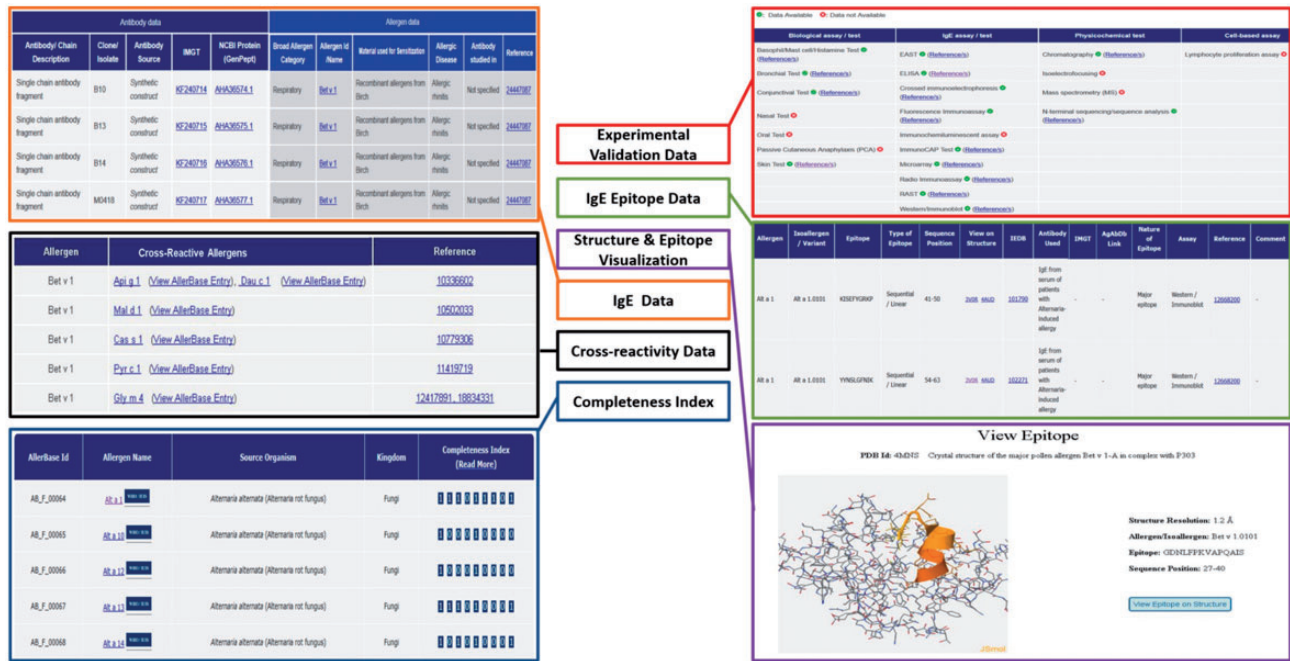 Antibody data
Allergen data
Antibody/ Chain Description
Clone/ Isolate
Antibody Source
IMGT
NCBI Protein (GenPept)
Broad Allergen Category
Allergen Id /Name
Material used for Sensitization
Allergic Disease
Antibody studied in
Reference
Single chain antibody fragment B10 Synthetic construct KF240714 AHA36574.1 Respiratory Bet v 1 Recombinant allergens from Birch Allergic rhinitis Not specified 24447087
Single chain antibody fragment B13 Synthetic construct KF240715 AHA36575.1 Respiratory Bet v 1 Recombinant allergens from Birch Allergic rhinitis Not specified 24447087
Single chain antibody fragment B14 Synthetic construct KF240716 AHA36576.1 Respiratory Bet v 1 Recombinant allergens from Birch Allergic rhinitis Not specified 24447087
Single chain antibody fragment M0418 Synthetic construct KF240717 AHA36577.1 Respiratory Bet v 1 Recombinant allergens from Birch Allergic rhinitis Not specified 24447087
Allergen Cross-Reactive Allergens Reference
Bet v 1 Api g 1 (View AllerBase Entry), Dau c 1 (View AllerBase Entry) 10336602
Bet v 1 Mal d 1 (View AllerBase Entry) 10502033
Bet v 1 Cas s 1 (View AllerBase Entry) 10779306
Bet v 1 Pyr c 1 (View AllerBase Entry) 11419719
Bet v 1 Gly m 4 (View AllerBase Entry) 12417891, 18834331
AllerBase Id Allergen Name Source Organism Kingdom Completeness Index (Read More)
AB_F_00064 Alt a 1 Alternaria alternata (Alternaria rot fungus) Fungi 1 1 1 0 1 1 1 0 1
AB_F_00065 Alt a 10 Alternaria alternata (Alternaria rot fungus) Fungi
AB_F_00066 Alt a 12 Alternaria alternata (Alternaria rot fungus) Fungi
AB_F_00067 Alt a 13 Alternaria alternata (Alternaria rot fungus) Fungi
AB_F_00068 Alt a 14 Alternaria alternata (Alternaria rot fungus) Fungi
Experimental
Validation Data
IgE Epitope Data
Structure & Epitope
Visualization
IgE Data
Cross-reactivity Data
Completeness Index
: Data Available : Data not Available
Biological assay / test IgE assay / test Physicochemical test Cell-based assay
Basophil/Mast cell/Histamine Test (Reference/s)
Bronchial Test (Reference/s)
Conjunctival Test (Reference/s)
Nasal Test
Oral Test
Passive Cutaneous Anaphylaxis (PCA)
Skin Test (Reference/s)
EAST (Reference/s)
ELISA (Reference/s)
Crossed immunoelectrophoresis (Reference/s)
Fluorescence Immunoassay (Reference/s)
Immunochemiluminescent assay
ImmunoCAP Test (Reference/s)
Microarray (Reference/s)
Radio Immunoassay (Reference/s)
RAST (Reference/s)
Western/Immunoblot (Reference/s)
Chromatography (Reference/s)
Isoelectrofocusing
Mass spectrometry (MS)
N-terminal sequencing/sequence analysis (Reference/s)
Lymphocyte proliferation assay
Allergen Isoallergen / Variant Epitope Type of Epitope Sequence Position View on Structure IEDB Antibody Used IMGT AgAbDb Link Nature of Epitope Assay Reference Comment
Alt a 1 Alt a 1.0101 KISEFYGRKP Sequential / Linear 41-50 3V0R 4AUD 101798 IgE from serum of patients with Alternaria-induced allergy - - Major epitope Western / Immunoblot 12668200 -
Alt a 1 Alt a 1.0101 YYNSLGFNIK Sequential / Linear 54-63 3V0R 4AUD 102271 IgE from serum of patients with Alternaria-induced allergy - - Major epitope Western / Immunoblot 12668200 -
View Epitope
PDB Id: 4MNS Crystal structure of the major pollen allergen Bet v 1-A in complex with P303
Structure Resolution: 1.2 Å
Allergen/Isoallergen: Bet v 1.0101
Epitope: GDNLFPKVAPQAIS
Sequence Position: 27-40
View Epitope on Structure
JSmol